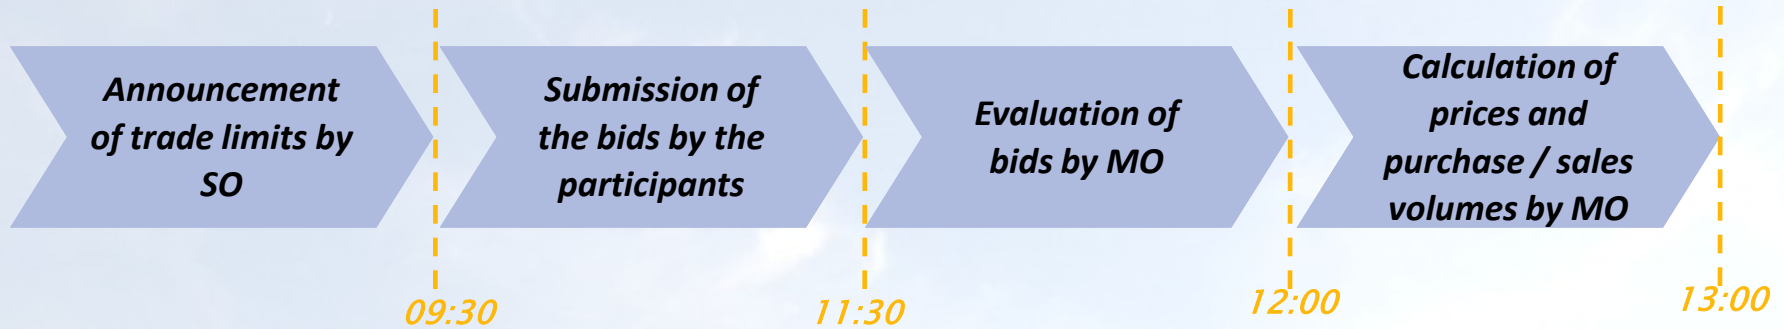 Announcement
of trade limits by
SO
Submission of
the bids by the
participants
Evaluation of
bids by MO
Calculation of
prices and
purchase / sales
volumes by MO
09:30
11:30
12:00
13:00